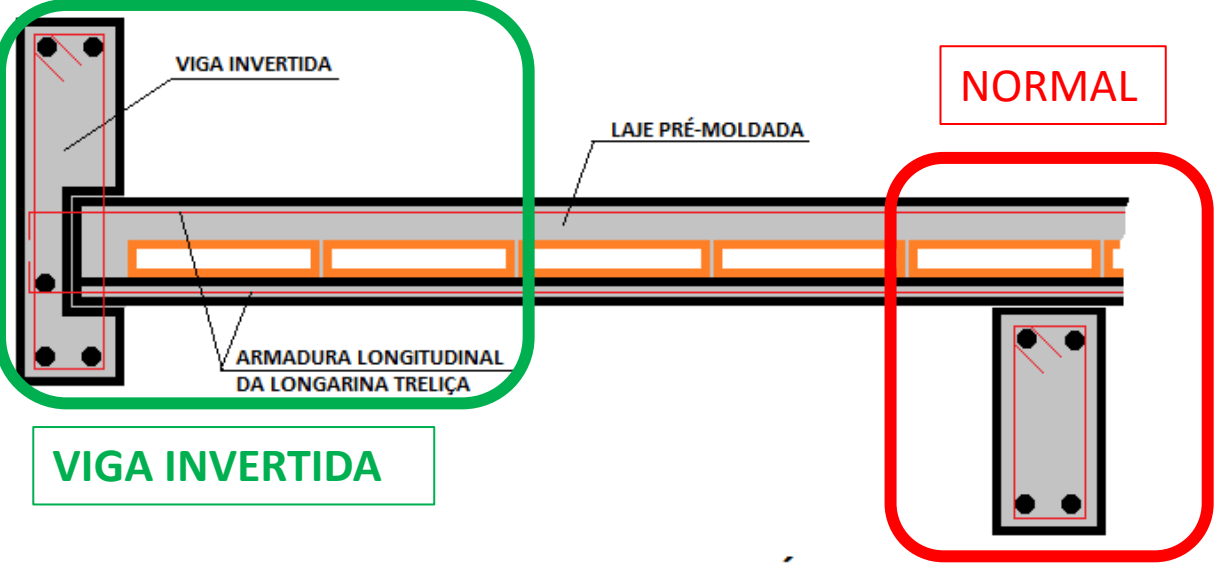 VIGA INVERTIDA
NORMAL
LAJE PRÉ-MOLDADA
ARMADURA LONGITUDINAL
DA LONGARINA TRELIÇA
VIGA INVERTIDA